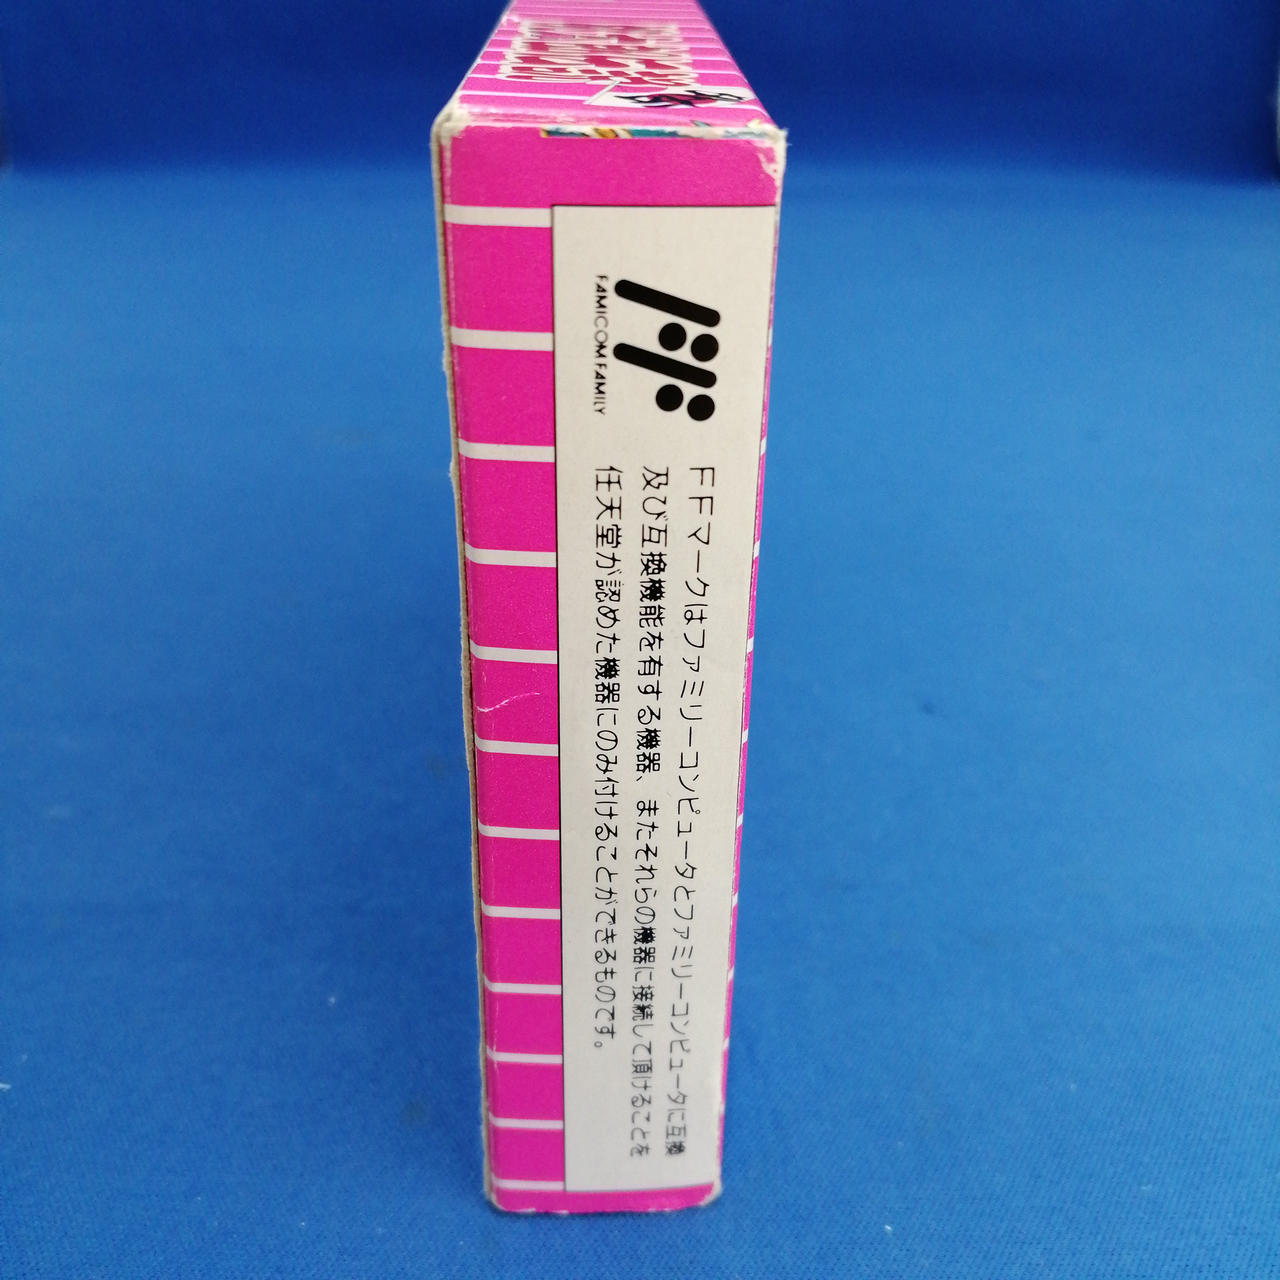 FAMICOM FAMILY
FFマークはファミリーコンピュータとファミリーコンピュータに互換
及び互換機能を有する機器、またそれらの機器に接続して頂けることを
任天堂が認めた機器にのみ付けることができるものです。